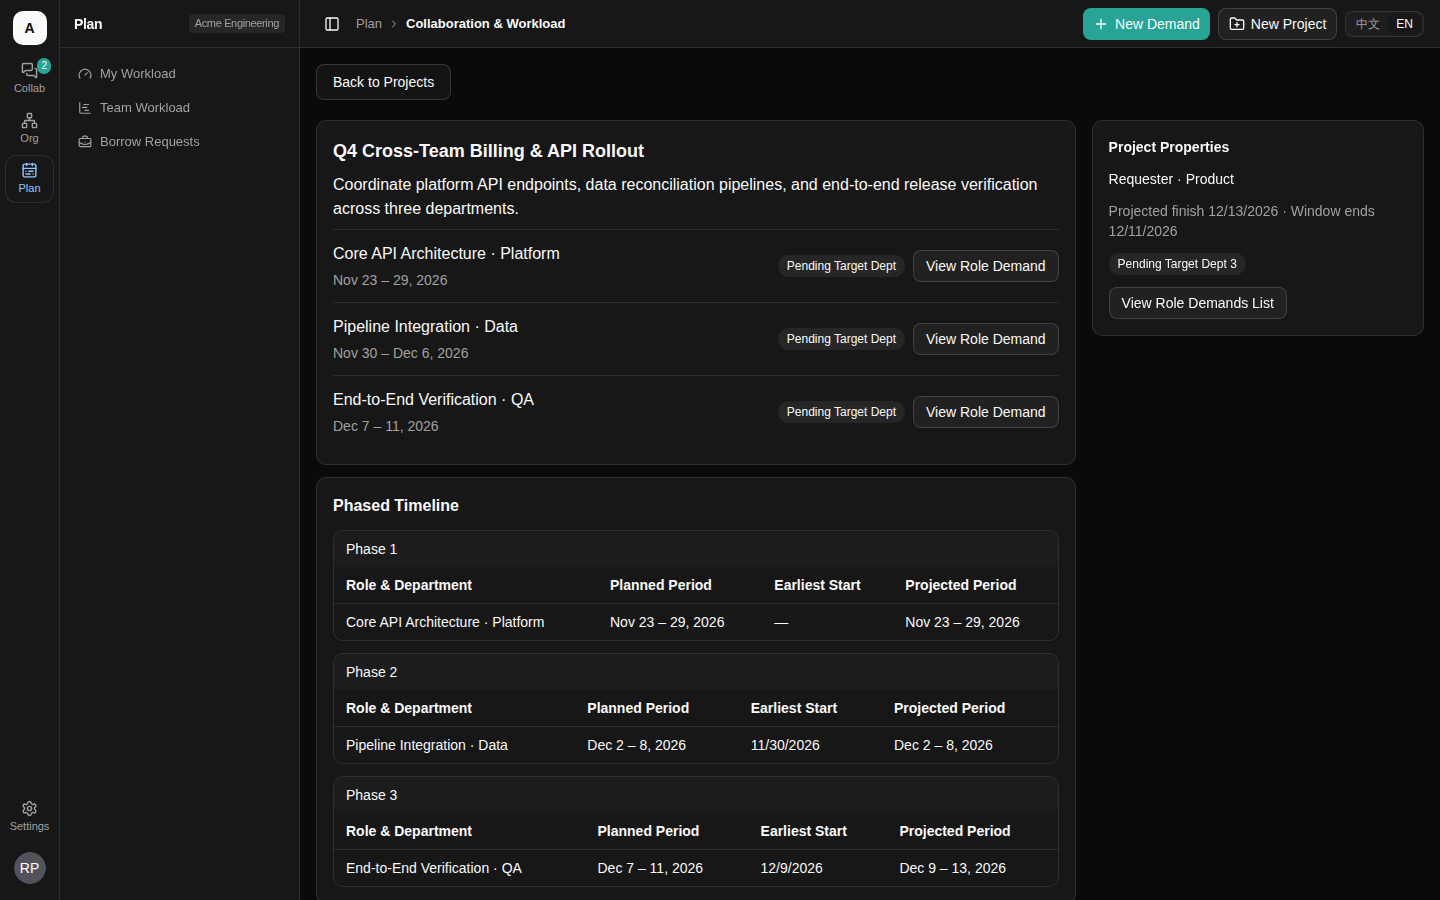 A
Collab
2
Org
Plan
Settings
RP
Plan
Acme Engineering
My Workload
Team Workload
Borrow Requests
Plan
Collaboration & Workload
New Demand
New Project
中文
EN
Back to Projects
Q4 Cross-Team Billing & API Rollout
Coordinate platform API endpoints, data reconciliation pipelines, and end-to-end release verification
across three departments.
Core API Architecture · Platform
Nov 23 – 29, 2026
Pending Target Dept
View Role Demand
Pipeline Integration · Data
Nov 30 – Dec 6, 2026
Pending Target Dept
View Role Demand
End-to-End Verification · QA
Dec 7 – 11, 2026
Pending Target Dept
View Role Demand
Project Properties
Requester · Product
Projected finish 12/13/2026 · Window ends
12/11/2026
Pending Target Dept 3
View Role Demands List
Phased Timeline
Phase 1
Role & Department Planned Period Earliest Start Projected Period
Core API Architecture · Platform Nov 23 – 29, 2026 — Nov 23 – 29, 2026
Phase 2
Role & Department Planned Period Earliest Start Projected Period
Pipeline Integration · Data Dec 2 – 8, 2026 11/30/2026 Dec 2 – 8, 2026
Phase 3
Role & Department Planned Period Earliest Start Projected Period
End-to-End Verification · QA Dec 7 – 11, 2026 12/9/2026 Dec 9 – 13, 2026